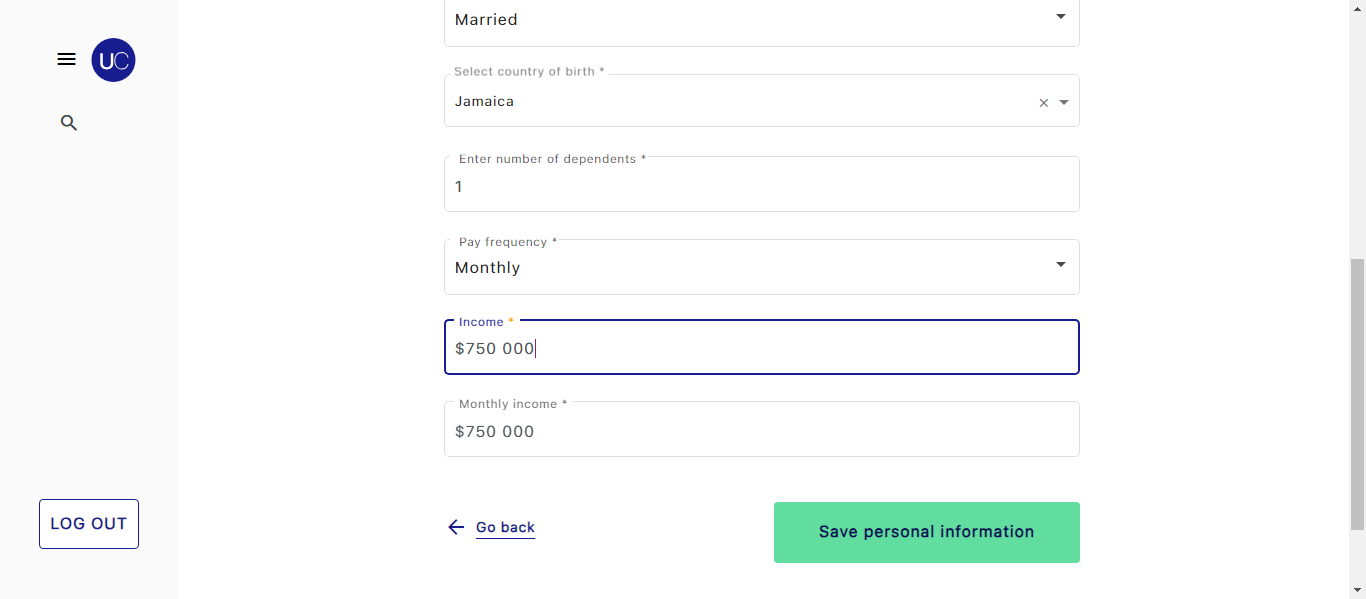 Married
UC
Select country of birth *
Jamaica
Enter number of dependents *
1
Pay frequency *
Monthly
Income *
$750 000
Monthly income *
$750 000
LOG OUT
Go back
Save personal information